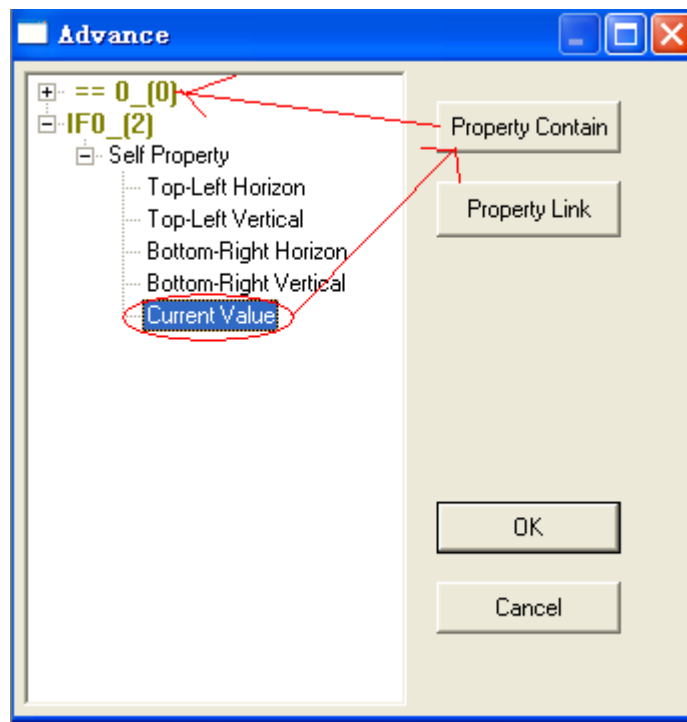 Advance
== 0_(0)
IF0_(2)
Self Property
Top-Left Horizon
Top-Left Vertical
Bottom-Right Horizon
Bottom-Right Vertical
Current Value
Property Contain
Property Link
OK
Cancel